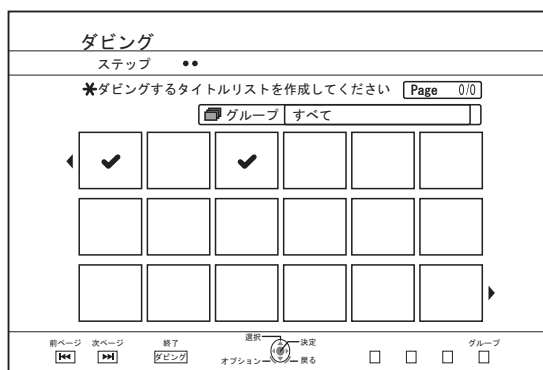 ダビング
ステップ ••
*ダビングするタイトルリストを作成してください Page 0/0
グループ すべて
前ページ 次ページ 終了 ダビング
選択 決定
オプション 戻る
グループ